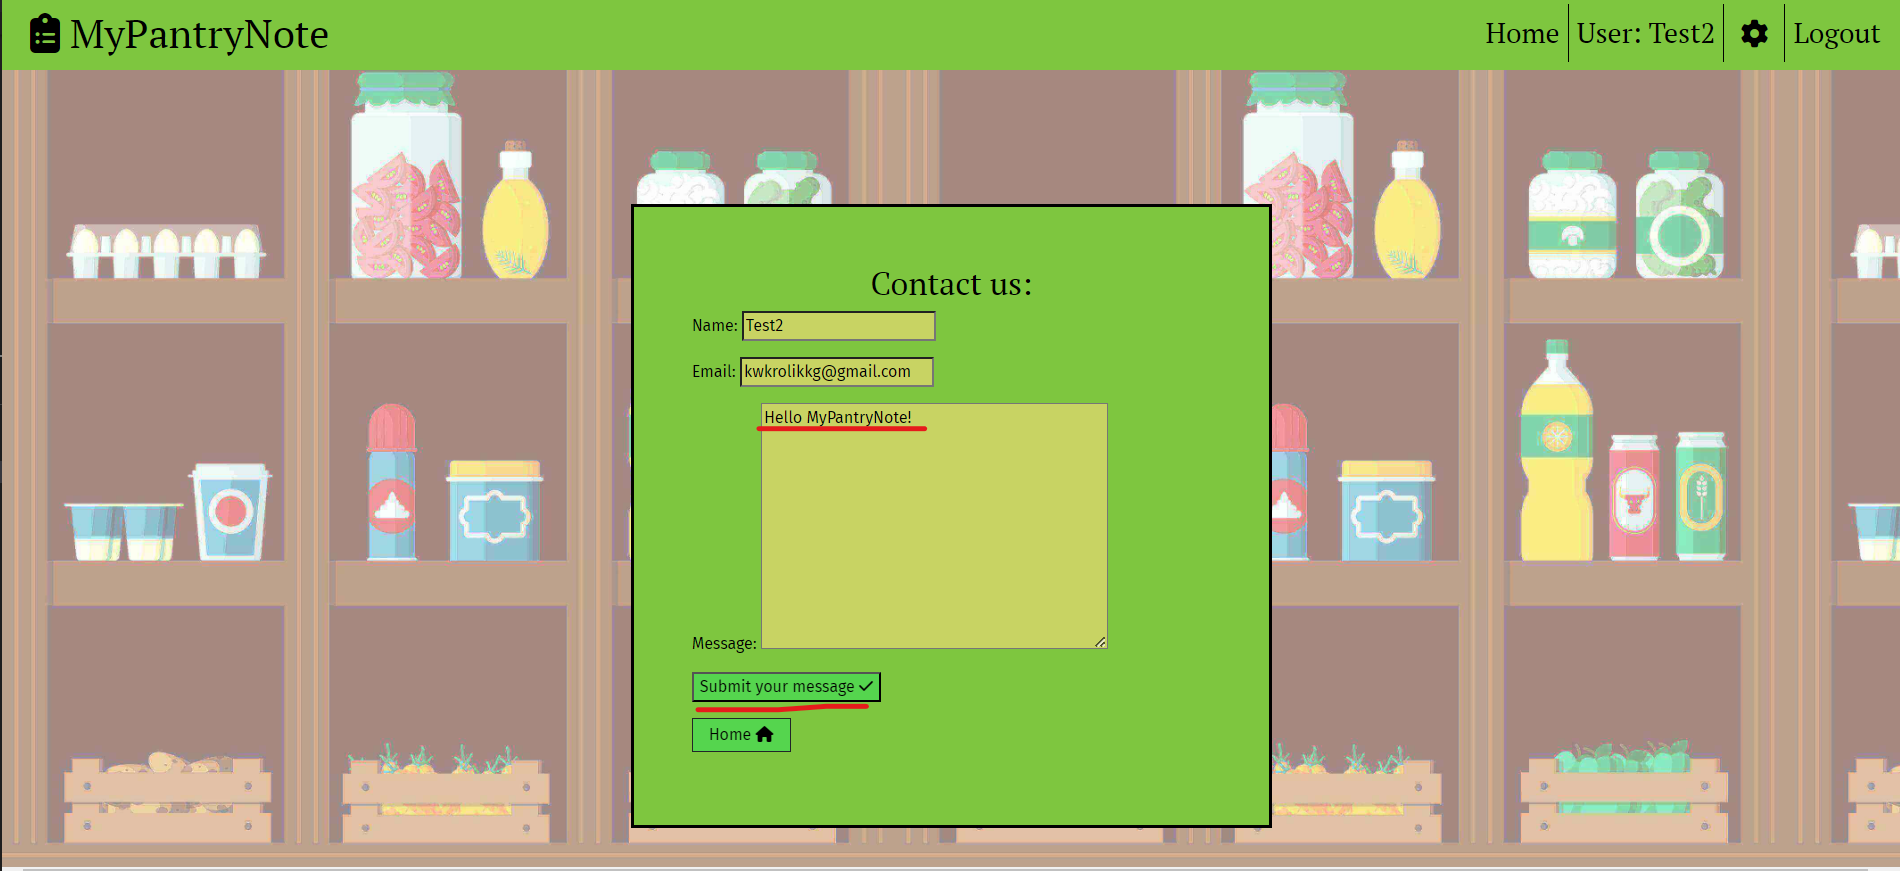 MyPantryNote
Home User: Test2 Logout
Contact us:
Name: Test2
Email: kwkrolikkg@gmail.com
Hello MyPantryNote!
Message:
Submit your message
Home